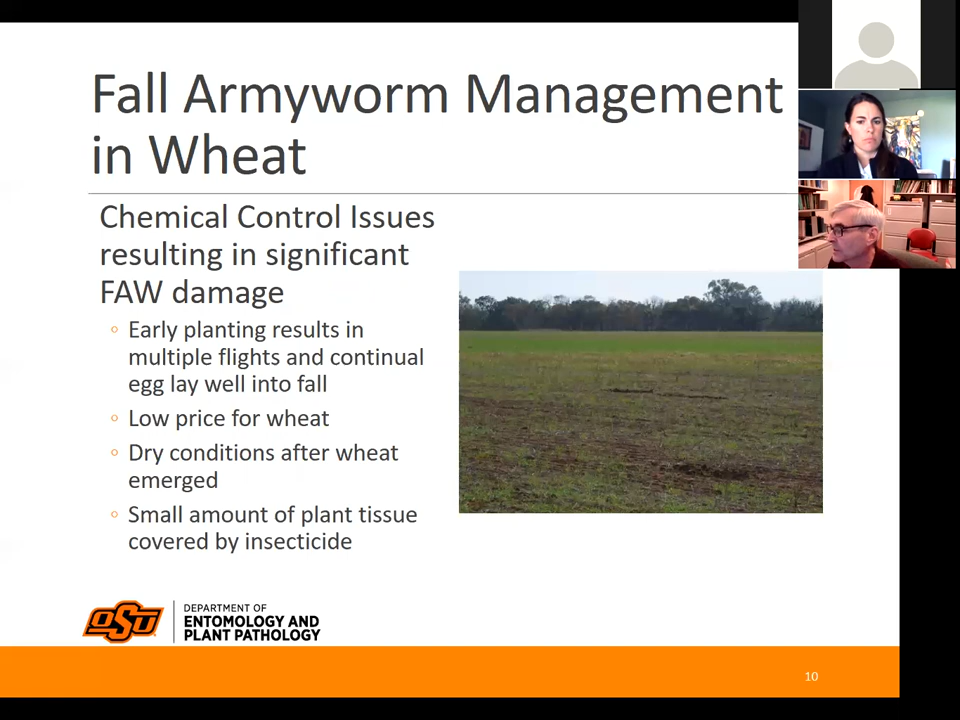 Fall Armyworm Management
in Wheat
Chemical Control Issues
resulting in significant
FAW damage
Early planting results in
multiple flights and continual
egg lay well into fall
Low price for wheat
Dry conditions after wheat
emerged
Small amount of plant tissue
covered by insecticide
OSU
DEPARTMENT OF
ENTOMOLOGY AND
PLANT PATHOLOGY
10